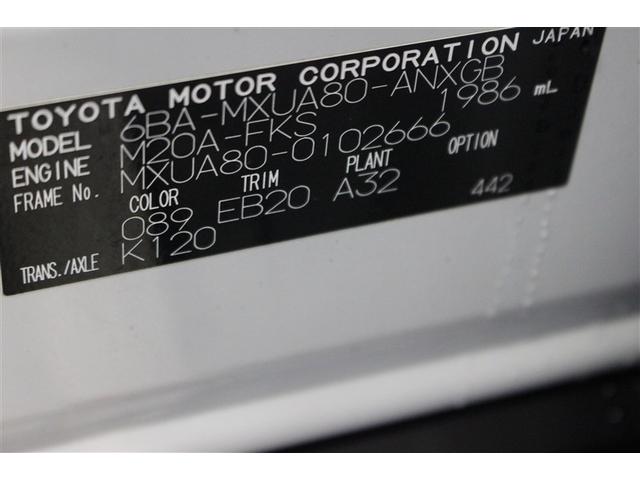 TOYOTA MOTOR CORPORATION JAPAN
MODEL 6BA-MXUA80-ANXGB
ENGINE M20A-FKS 1986 mL
FRAME No. MXUA80-0102666
COLOR TRIM PLANT OPTION
089 EB20 A32 442
TRANS./AXLE K120